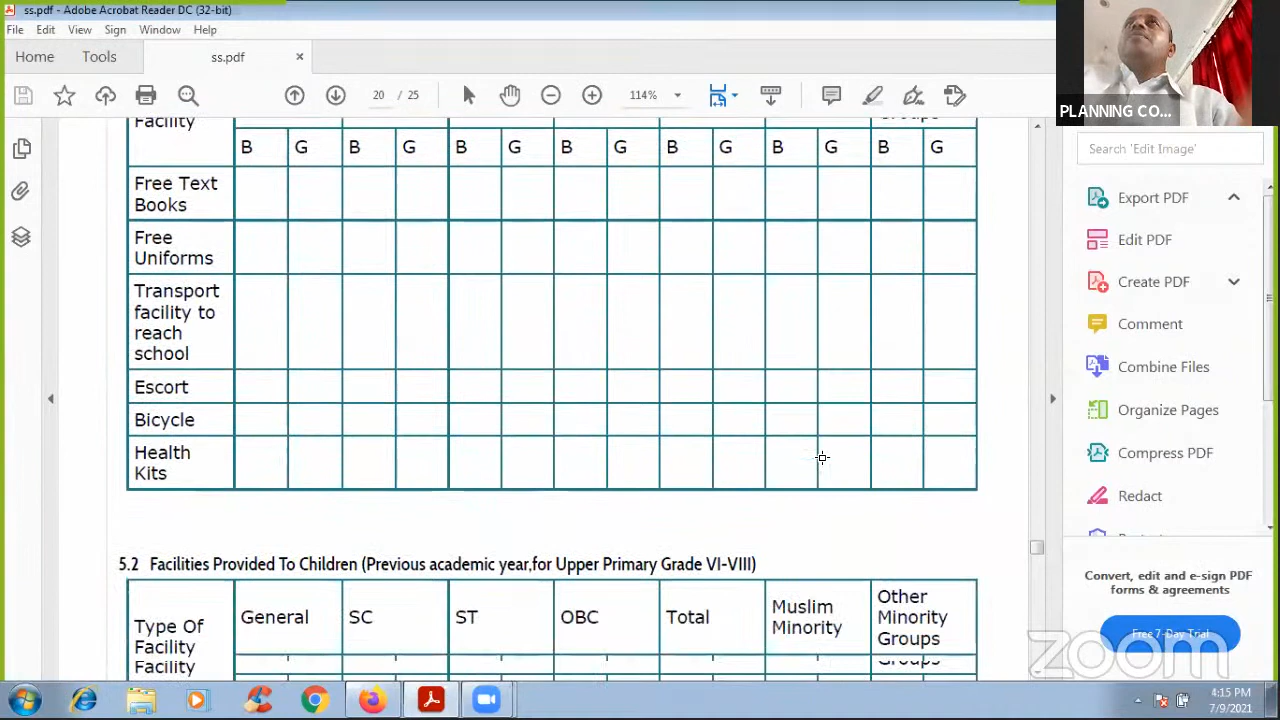 ss.pdf - Adobe Acrobat Reader DC (32-bit)
File Edit View Sign Window Help
Home Tools ss.pdf ×
20 / 25 114%
PLANNING CO...
Search 'Edit Image'
Export PDF
Edit PDF
Create PDF
Comment
Combine Files
Organize Pages
Compress PDF
Redact
Convert, edit and e-sign PDF
forms & agreements
Free 7-Day Trial
Facility
B G B G B G B G B G B G B G
Free Text
Books
Free
Uniforms
Transport
facility to
reach
school
Escort
Bicycle
Health
Kits
5.2 Facilities Provided To Children (Previous academic year,for Upper Primary Grade VI-VIII)
Type Of
Facility
Facility
General SC ST OBC Total
Muslim
Minority
Other
Minority
Groups
zoom
4:15 PM
7/9/2021